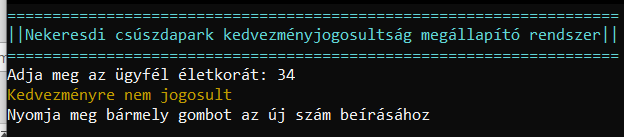 =============================================================
||Nekeresdi csúszdapark kedvezményjogosultság megállapító rendszer||
=============================================================
Adja meg az ügyfél életkorát: 34
Kedvezményre nem jogosult
Nyomja meg bármely gombot az új szám beírásához